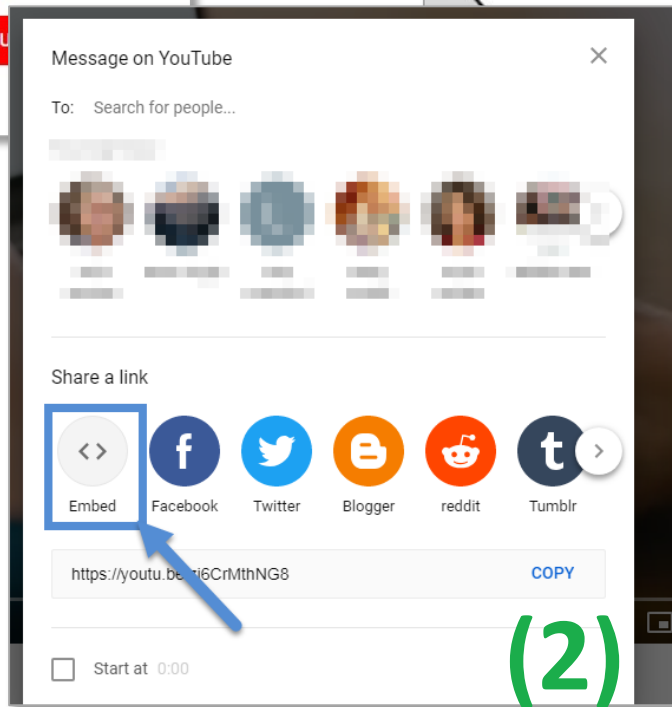 Message on YouTube
To: Search for people...
Share a link
Embed Facebook Twitter Blogger reddit Tumblr
COPY
Start at 0:00
(2)